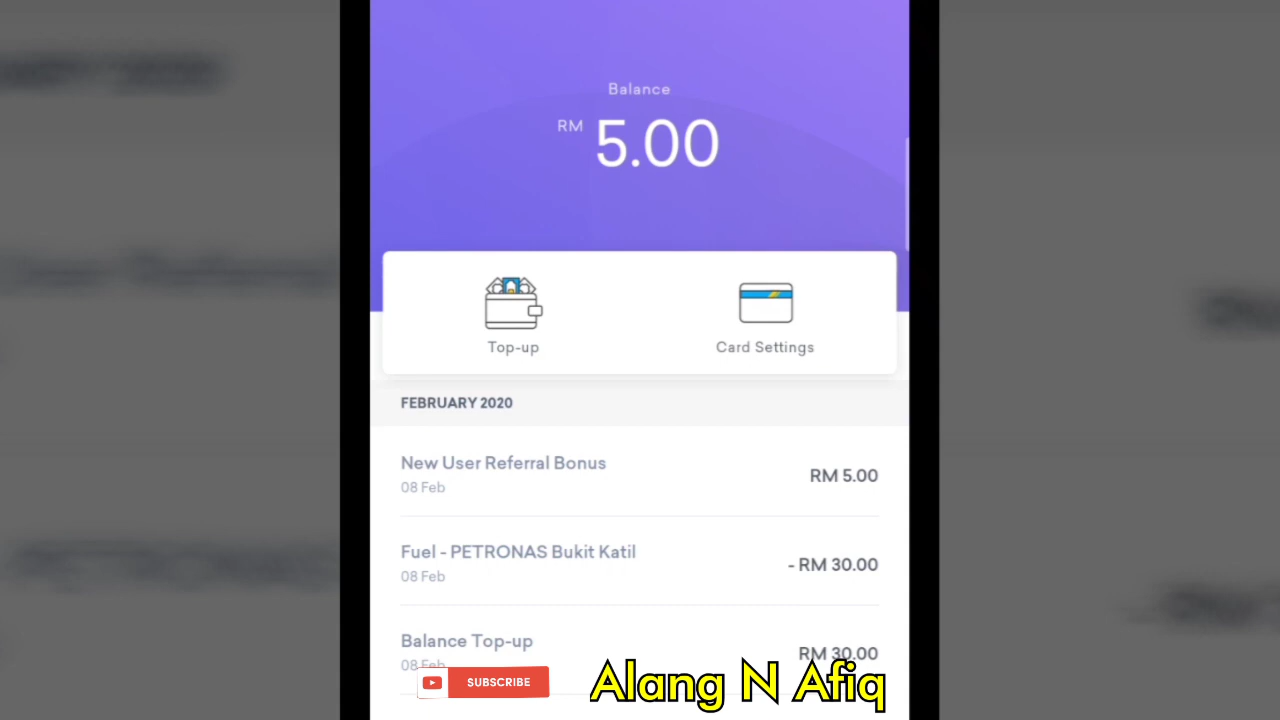 Balance
RM 5.00
Top-up
Card Settings
FEBRUARY 2020
New User Referral Bonus
RM 5.00
08 Feb
Fuel - PETRONAS Bukit Katil
- RM 30.00
08 Feb
Balance Top-up
RM 30.00
08 Feb
SUBSCRIBE
Alang N Afiq